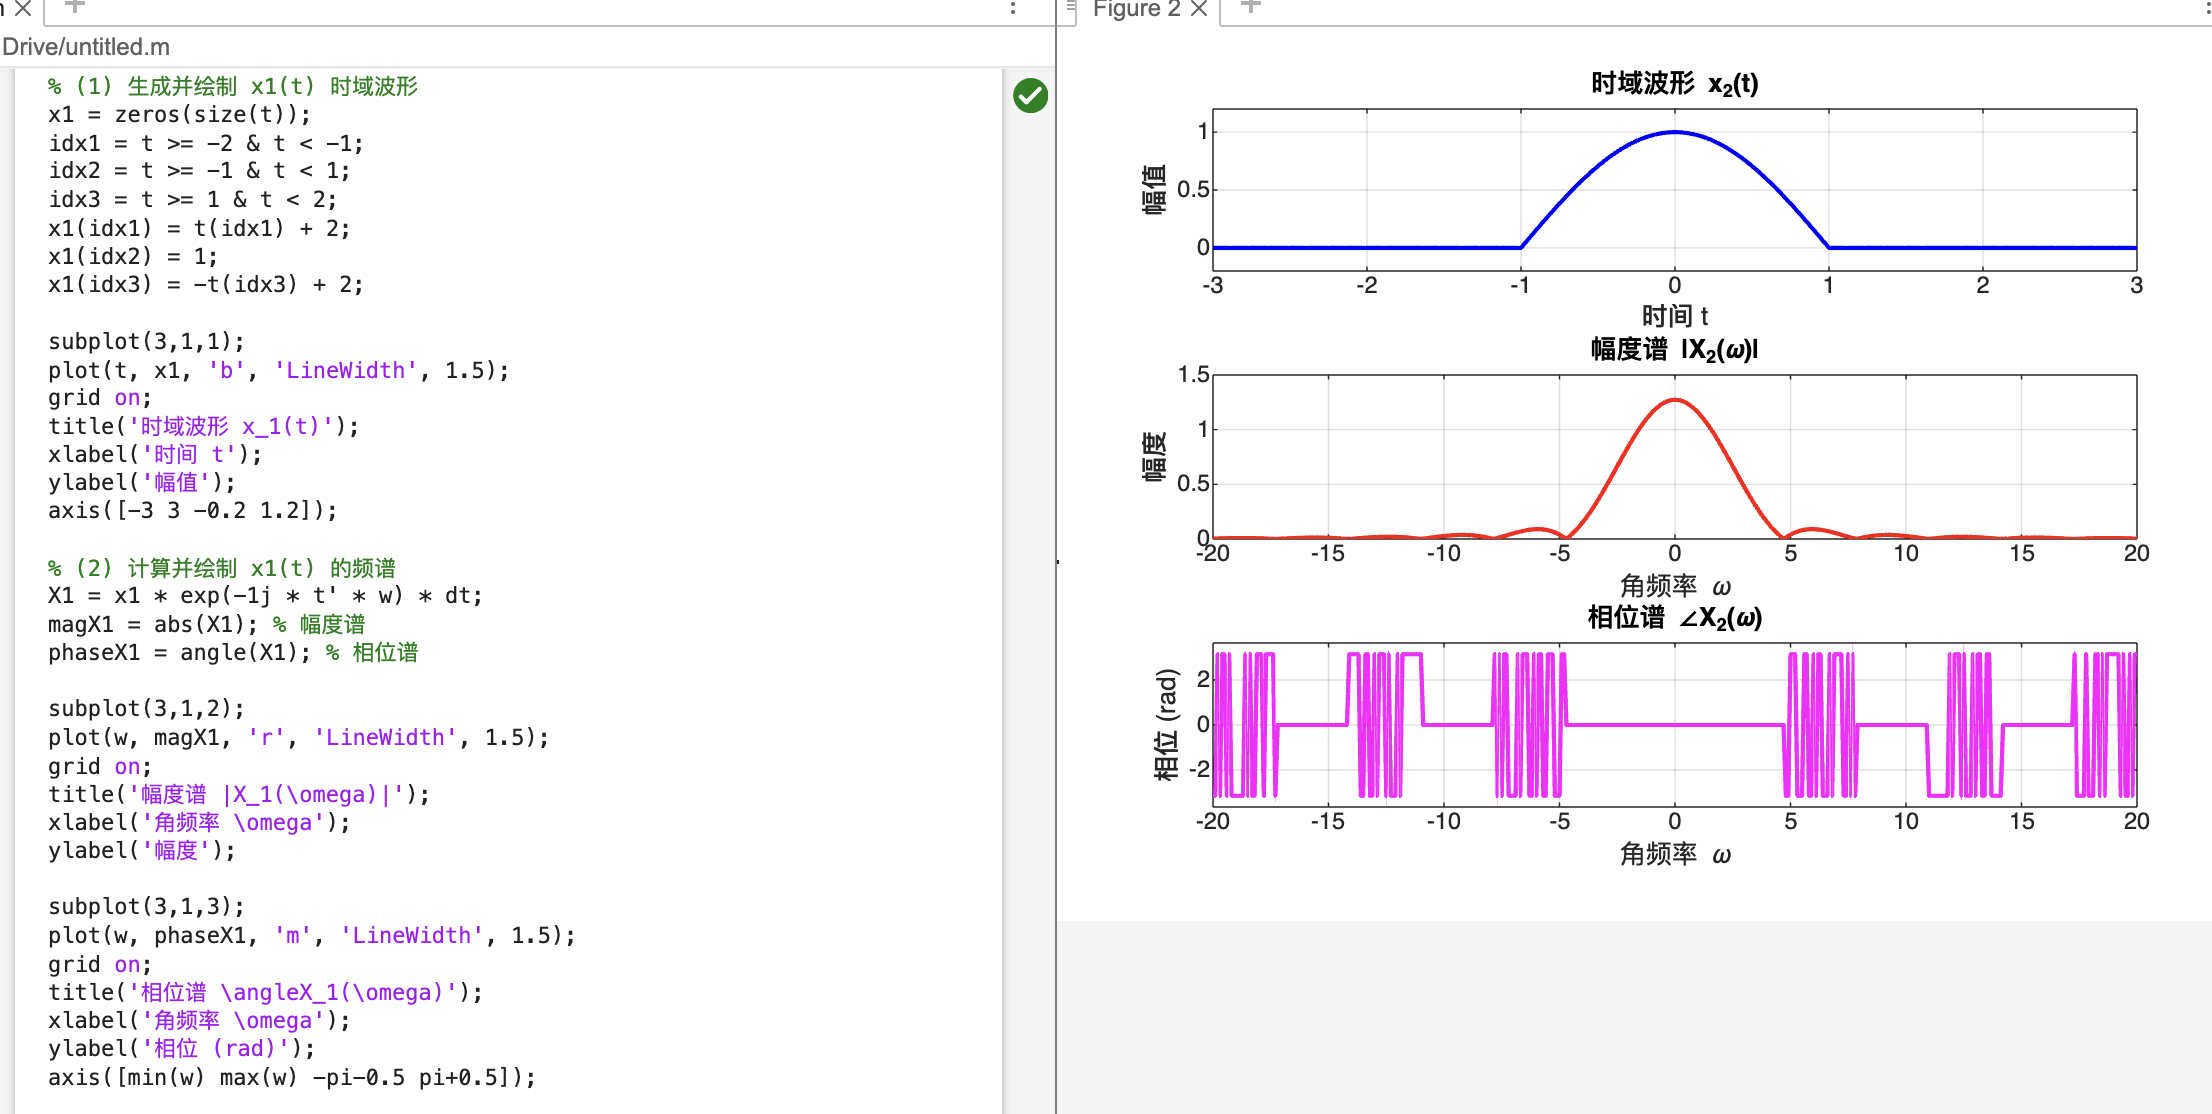 Drive/untitled.m
% (1) 生成并绘制 x1(t) 时域波形
x1 = zeros(size(t));
idx1 = t >= -2 & t < -1;
idx2 = t >= -1 & t < 1;
idx3 = t >= 1 & t < 2;
x1(idx1) = t(idx1) + 2;
x1(idx2) = 1;
x1(idx3) = -t(idx3) + 2;
subplot(3,1,1);
plot(t, x1, 'b', 'LineWidth', 1.5);
grid on;
title('时域波形 x_1(t)');
xlabel('时间 t');
ylabel('幅值');
axis([-3 3 -0.2 1.2]);
% (2) 计算并绘制 x1(t) 的频谱
X1 = x1 * exp(-1j * t' * w) * dt;
magX1 = abs(X1); % 幅度谱
phaseX1 = angle(X1); % 相位谱
subplot(3,1,2);
plot(w, magX1, 'r', 'LineWidth', 1.5);
grid on;
title('幅度谱 |X_1(\omega)|');
xlabel('角频率 \omega');
ylabel('幅度');
subplot(3,1,3);
plot(w, phaseX1, 'm', 'LineWidth', 1.5);
grid on;
title('相位谱 \angleX_1(\omega)');
xlabel('角频率 \omega');
ylabel('相位 (rad)');
axis([min(w) max(w) -pi-0.5 pi+0.5]);
Figure 2
时域波形 x₂(t)
幅值
1
0.5
0
-3 -2 -1 0 1 2 3
时间 t
幅度谱 |X₂(ω)|
幅度
1.5
1
0.5
0
-20 -15 -10 -5 0 5 10 15 20
角频率 ω
相位谱 ∠X₂(ω)
相位 (rad)
2
0
-2
-20 -15 -10 -5 0 5 10 15 20
角频率 ω